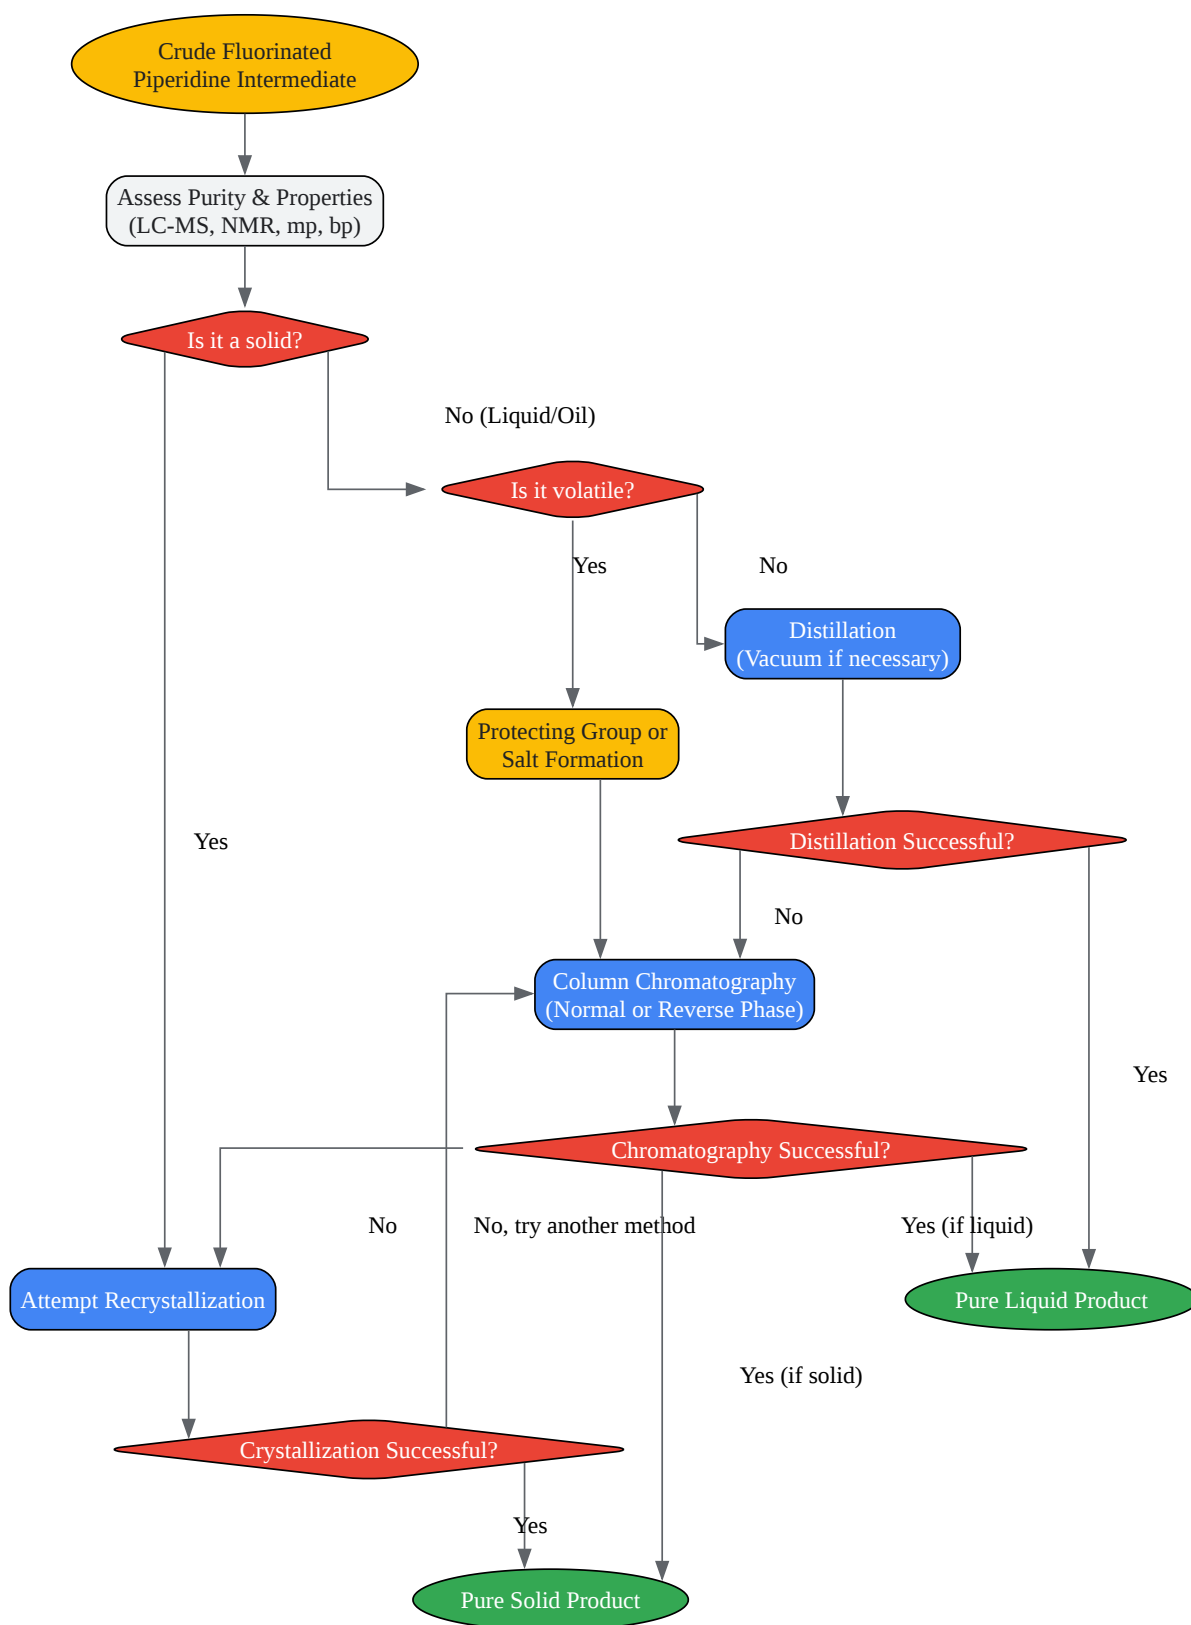 Crude Fluorinated
Piperidine Intermediate
Assess Purity & Properties
(LC-MS, NMR, mp, bp)
Is it a solid?
No (Liquid/Oil)
Is it volatile?
Yes
No
Distillation
(Vacuum if necessary)
Protecting Group or
Salt Formation
Yes
Distillation Successful?
No
Column Chromatography
(Normal or Reverse Phase)
Yes
Chromatography Successful?
No
No, try another method
Yes (if liquid)
Attempt Recrystallization
Pure Liquid Product
Yes (if solid)
Crystallization Successful?
Yes
Pure Solid Product